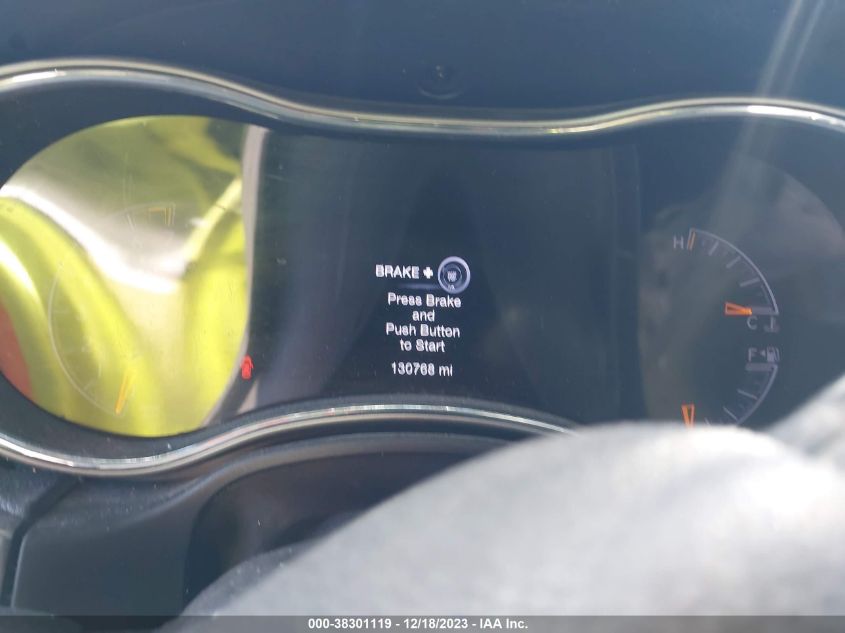 BRAKE +
Press Brake
and
Push Button
to Start
130768 mi
H
C
F
000-38301119 - 12/18/2023 - IAA Inc.